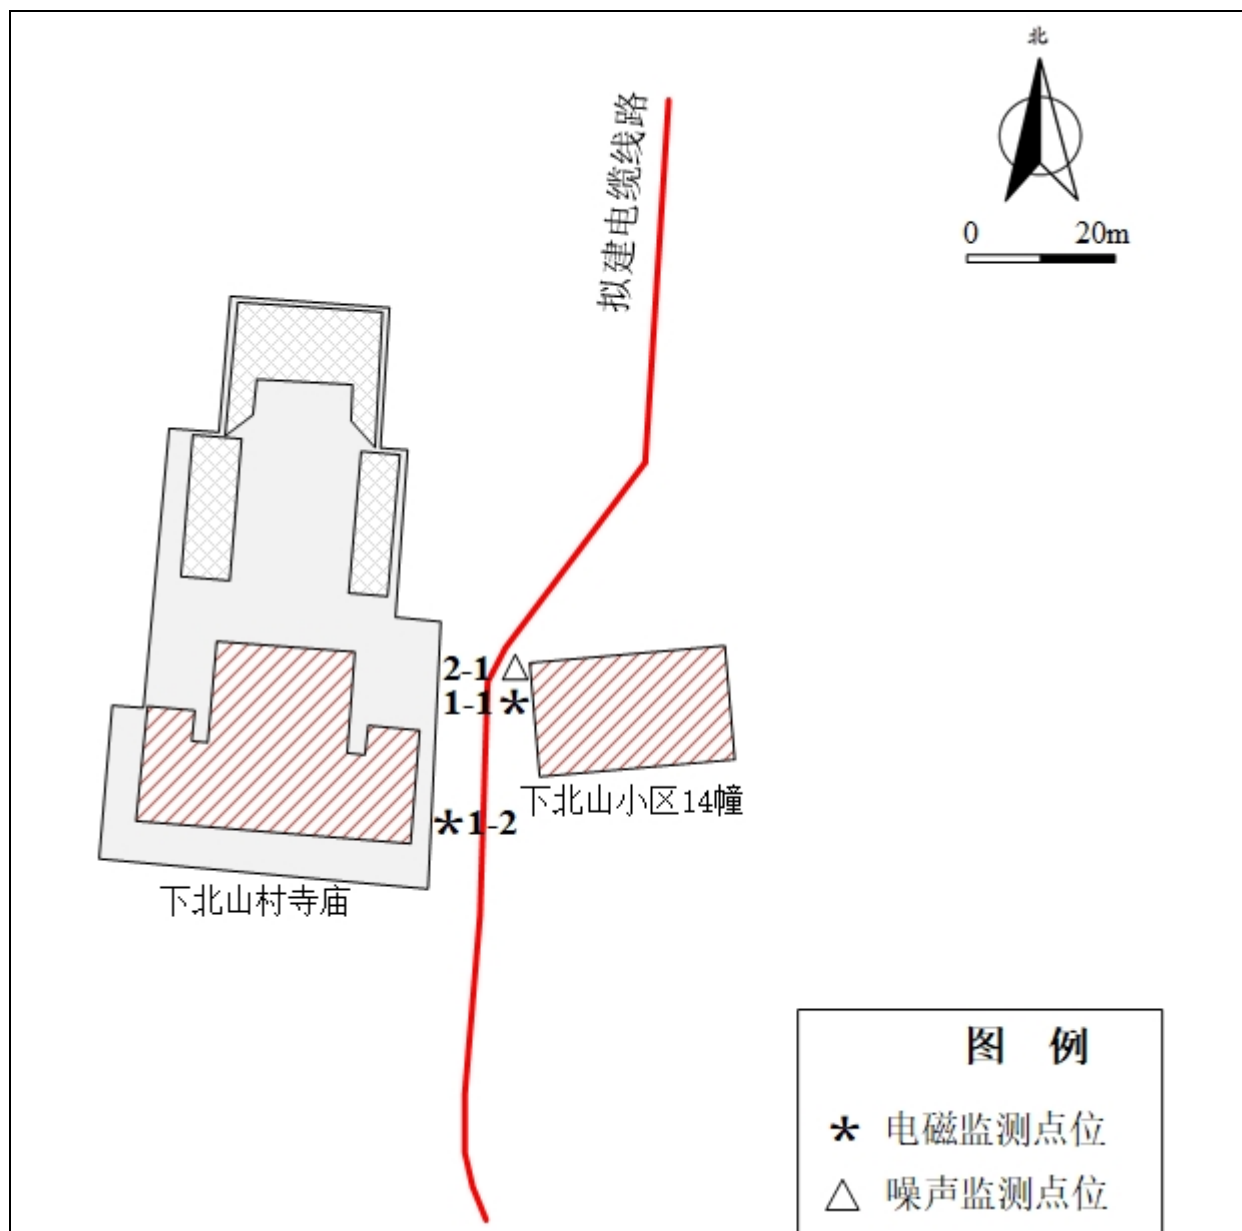 北
0 20m
拟建电缆线路
2-1
1-1
下北山小区14幢
1-2
下北山村寺庙
图 例
电磁监测点位
噪声监测点位